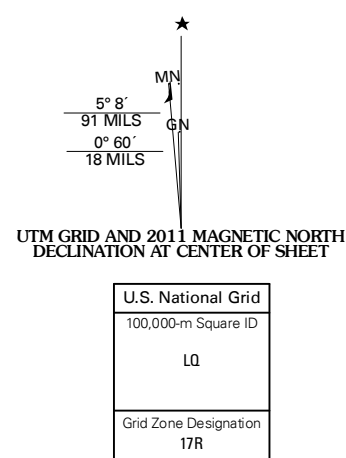 ★
MN
5° 8´
91 MILS
GN
0° 60´
18 MILS
UTM GRID AND 2011 MAGNETIC NORTH
DECLINATION AT CENTER OF SHEET
U.S. National Grid
100,000-m Square ID
LQ
Grid Zone Designation
17R